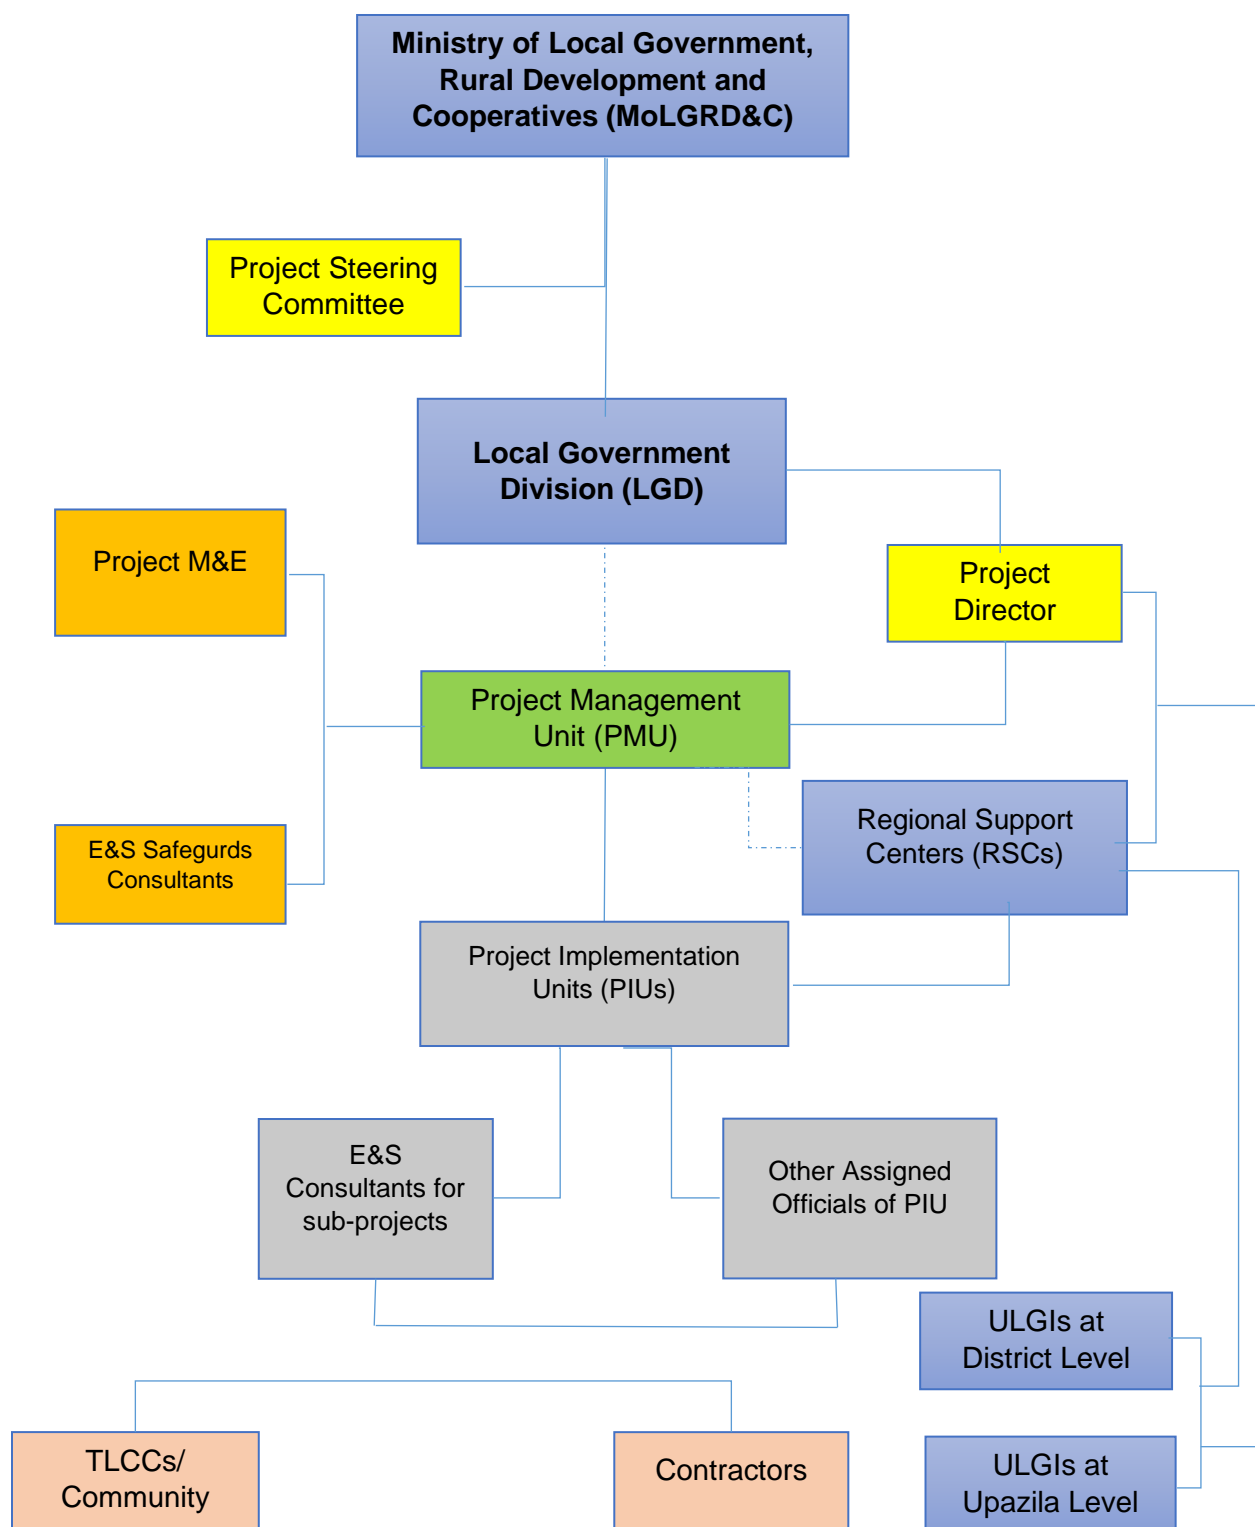 Ministry of Local Government,
Rural Development and
Cooperatives (MoLGRD&C)
Project Steering
Committee
Local Government
Division (LGD)
Project M&E
Project
Director
Project Management
Unit (PMU)
Regional Support
Centers (RSCs)
E&S Safegurds
Consultants
Project Implementation
Units (PIUs)
E&S
Consultants for
sub-projects
Other Assigned
Officials of PIU
ULGIs at
District Level
TLCCs/
Community
Contractors
ULGIs at
Upazila Level